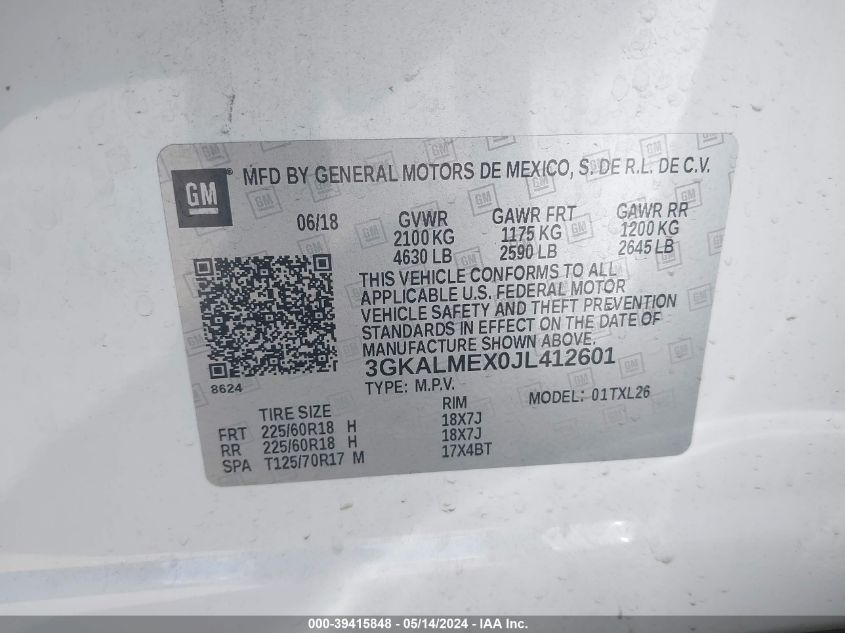 GM® MFD BY GENERAL MOTORS DE MEXICO, S. DE R.L. DE C.V.
06/18 GVWR GAWR FRT GAWR RR
2100 KG 1175 KG 1200 KG
4630 LB 2590 LB 2645 LB
THIS VEHICLE CONFORMS TO ALL
APPLICABLE U.S. FEDERAL MOTOR
VEHICLE SAFETY AND THEFT PREVENTION
STANDARDS IN EFFECT ON THE DATE OF
MANUFACTURE SHOWN ABOVE.
3GKALMEX0JL412601
8624 TYPE: M.P.V. MODEL: 01TXL26
TIRE SIZE RIM
FRT 225/60R18 H 18X7J
RR 225/60R18 H 18X7J
SPA T125/70R17 M 17X4BT
000-39415848 - 05/14/2024 - IAA Inc.